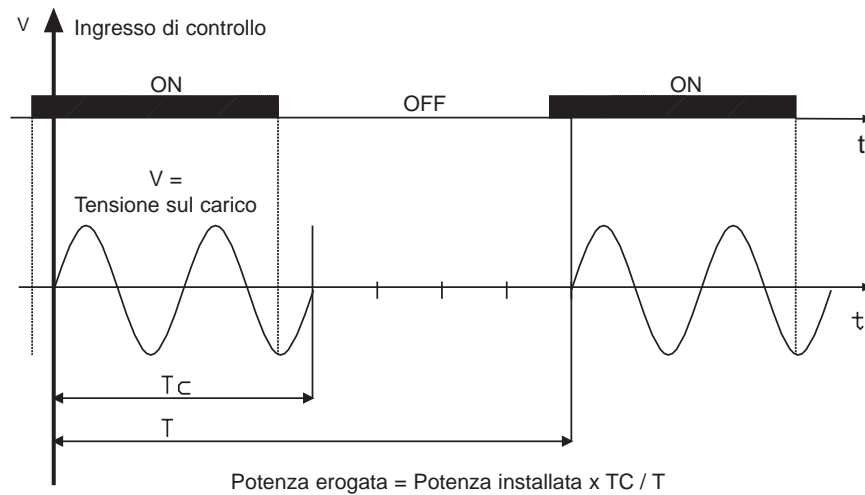 V
Ingresso di controllo
ON
OFF
ON
t
V =
Tensione sul carico
t
Tc
T
Potenza erogata = Potenza installata x TC / T